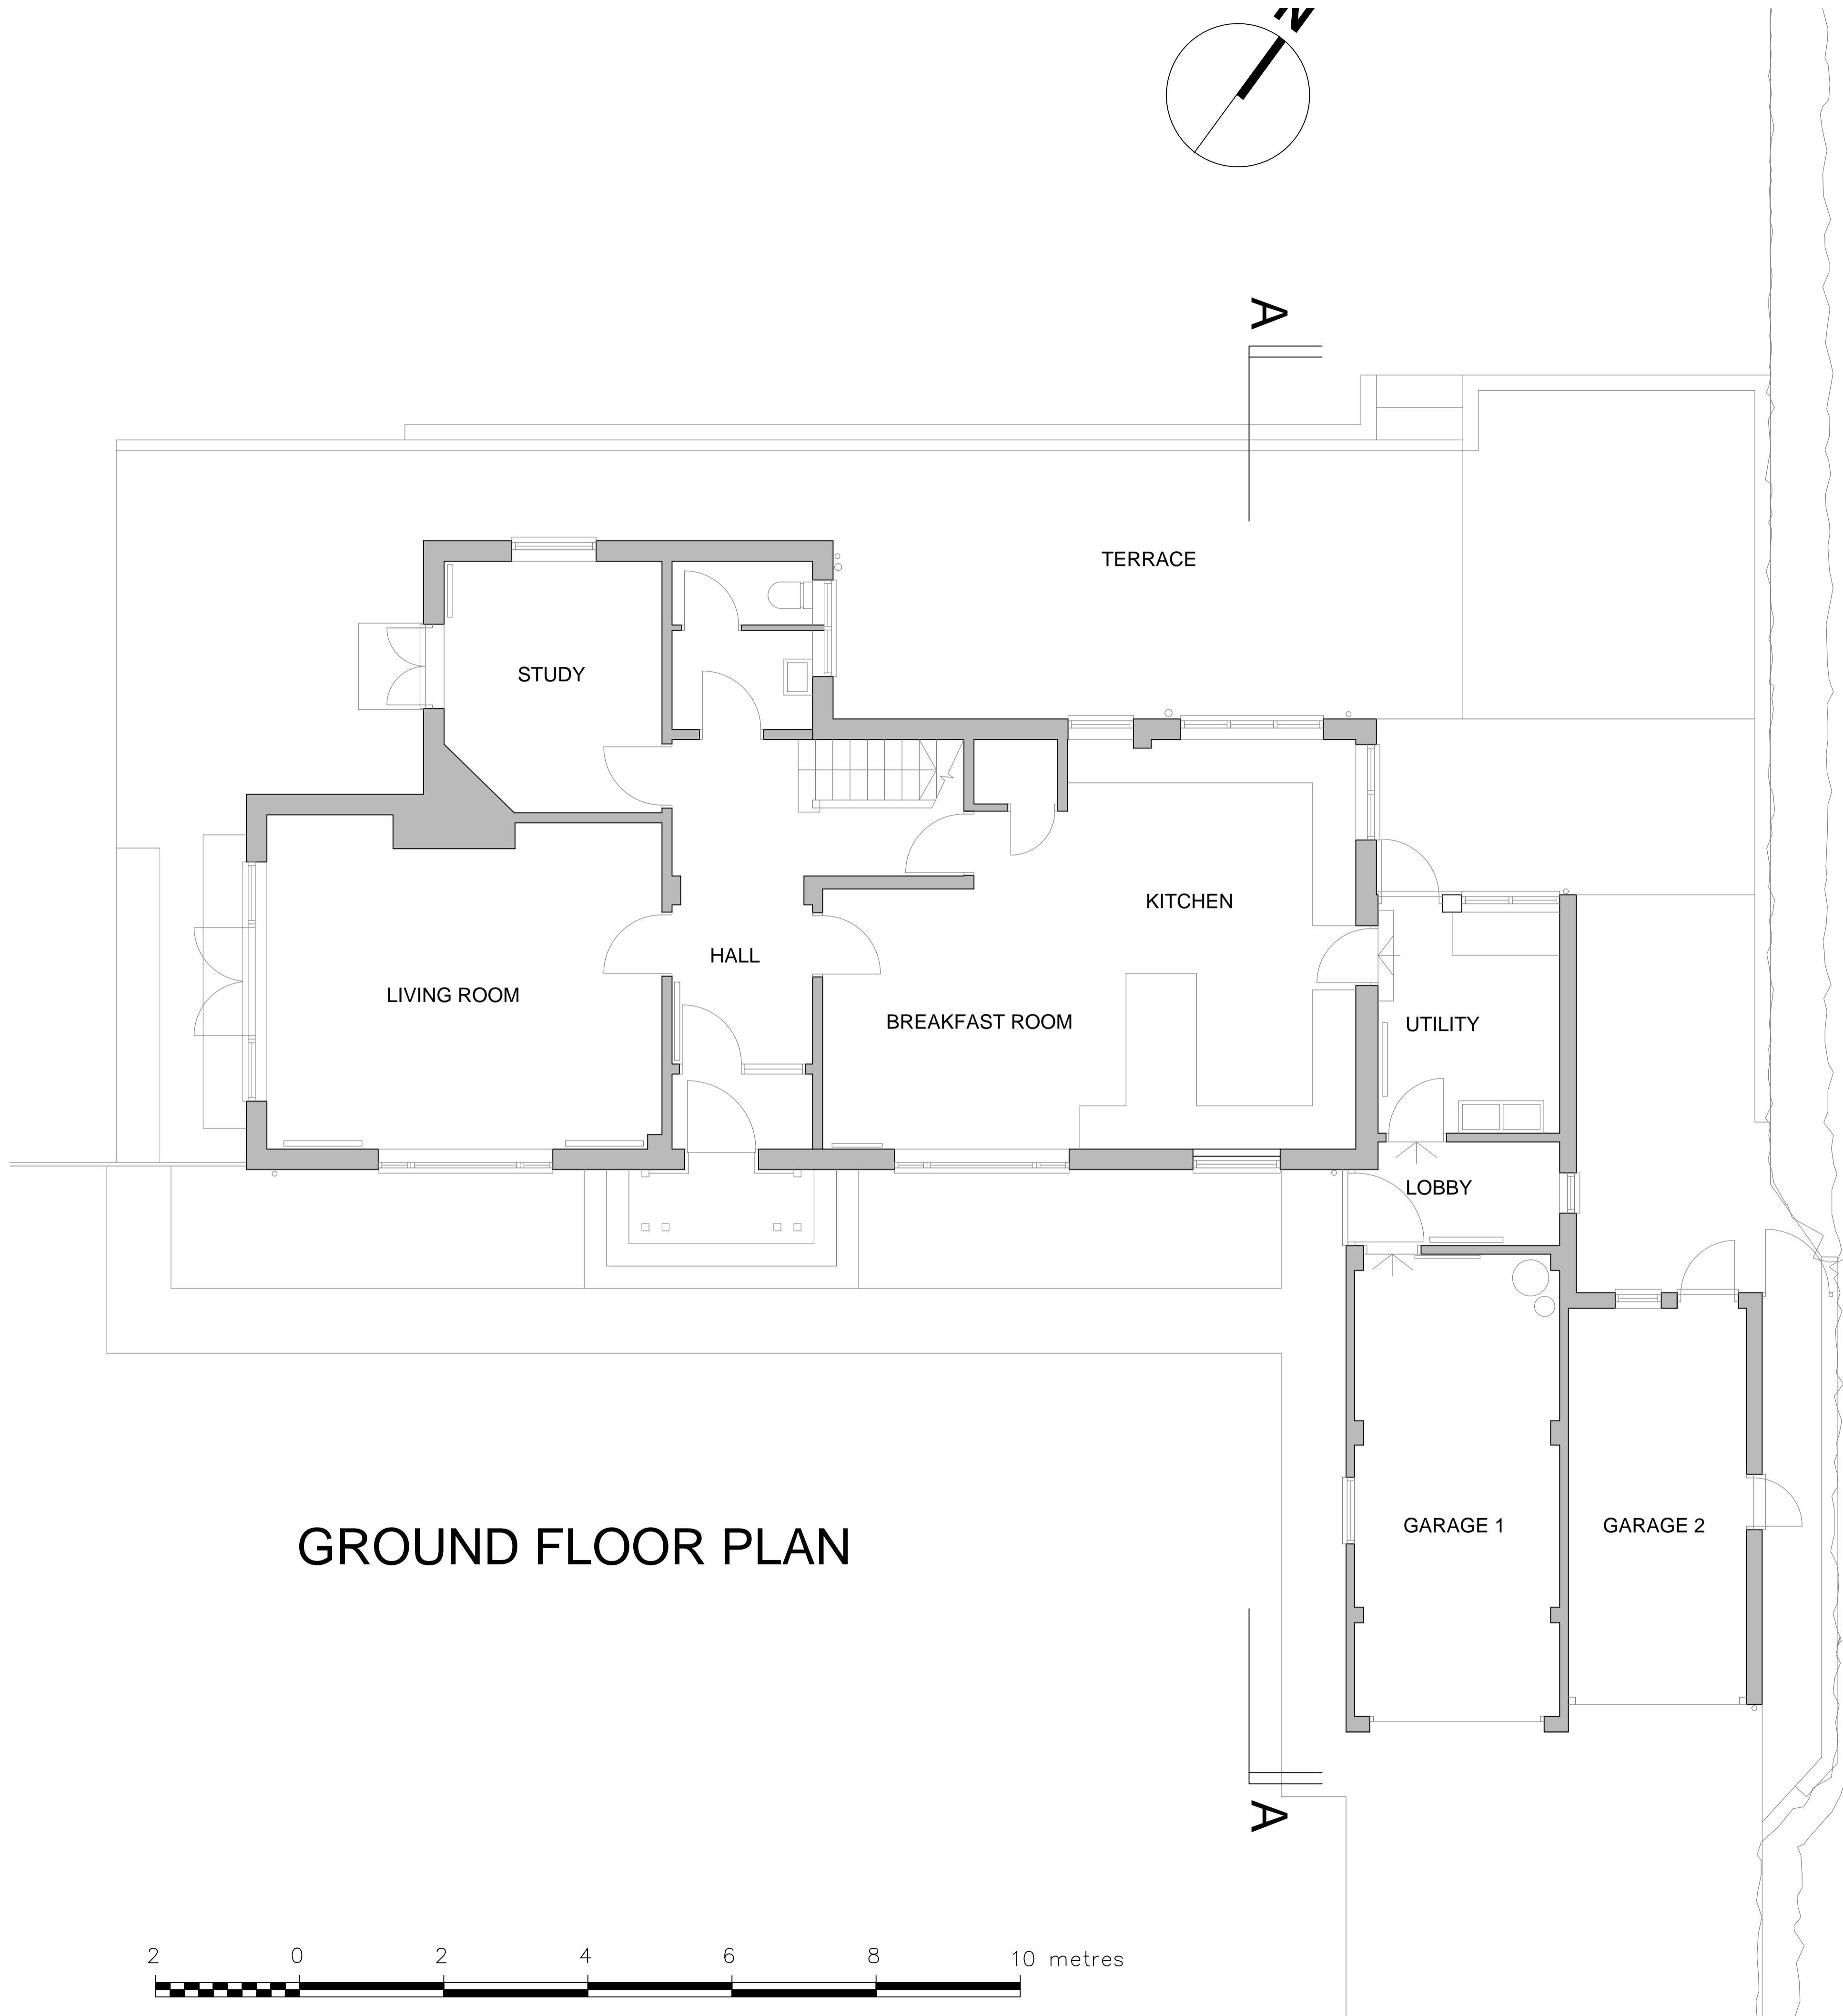 N
A
TERRACE
STUDY
KITCHEN
HALL
LIVING ROOM
BREAKFAST ROOM
UTILITY
LOBBY
GARAGE 1
GARAGE 2
GROUND FLOOR PLAN
A
2 0 2 4 6 8 10 metres